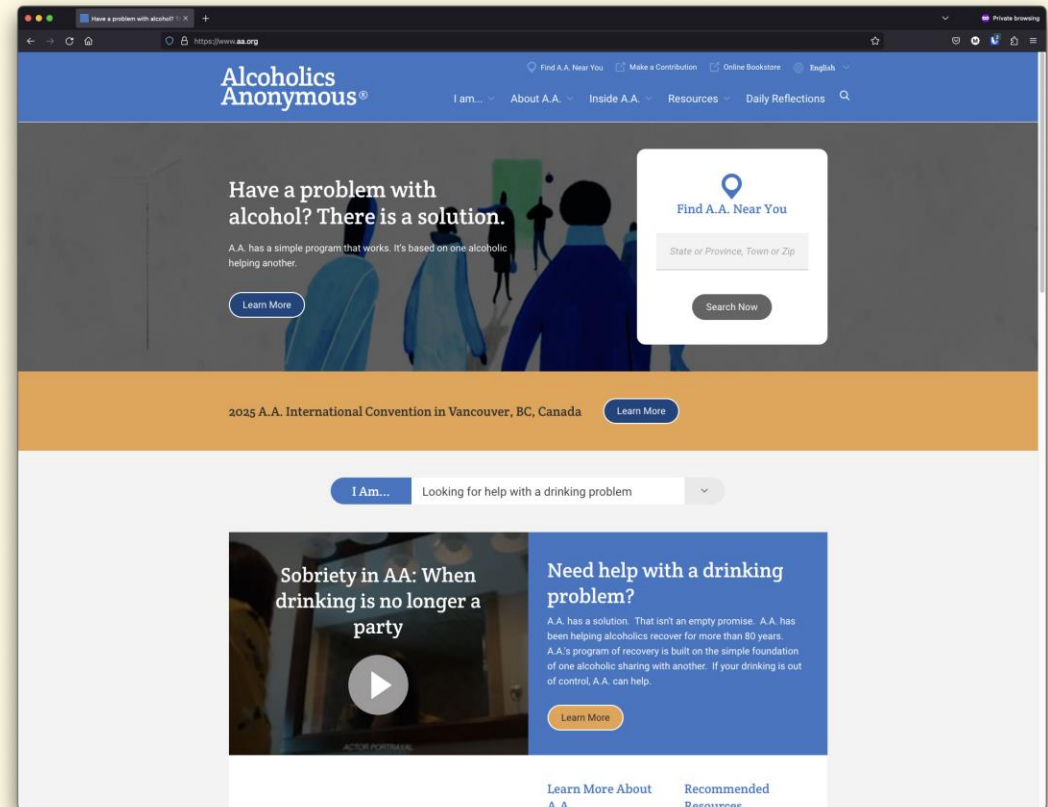 Have a problem with alcohol?
Private browsing
https://www.aa.org
Find A.A. Near You
Make a Contribution
Online Bookstore
English
Alcoholics
Anonymous®
I am...
About A.A.
Inside A.A.
Resources
Daily Reflections
Have a problem with
alcohol? There is a solution.
A.A. has a simple program that works. It's based on one alcoholic
helping another.
Learn More
Find A.A. Near You
State or Province, Town or Zip
Search Now
2025 A.A. International Convention in Vancouver, BC, Canada
Learn More
I Am...
Looking for help with a drinking problem
Sobriety in AA: When
drinking is no longer a
party
ACTOR PORTRAYAL
Need help with a drinking
problem?
A.A. has a solution. That isn't an empty promise. A.A. has
been helping alcoholics recover for more than 80 years.
A.A.'s program of recovery is built on the simple foundation
of one alcoholic sharing with another. If your drinking is out
of control, A.A. can help.
Learn More
Learn More About
A.A.
Recommended
Resources